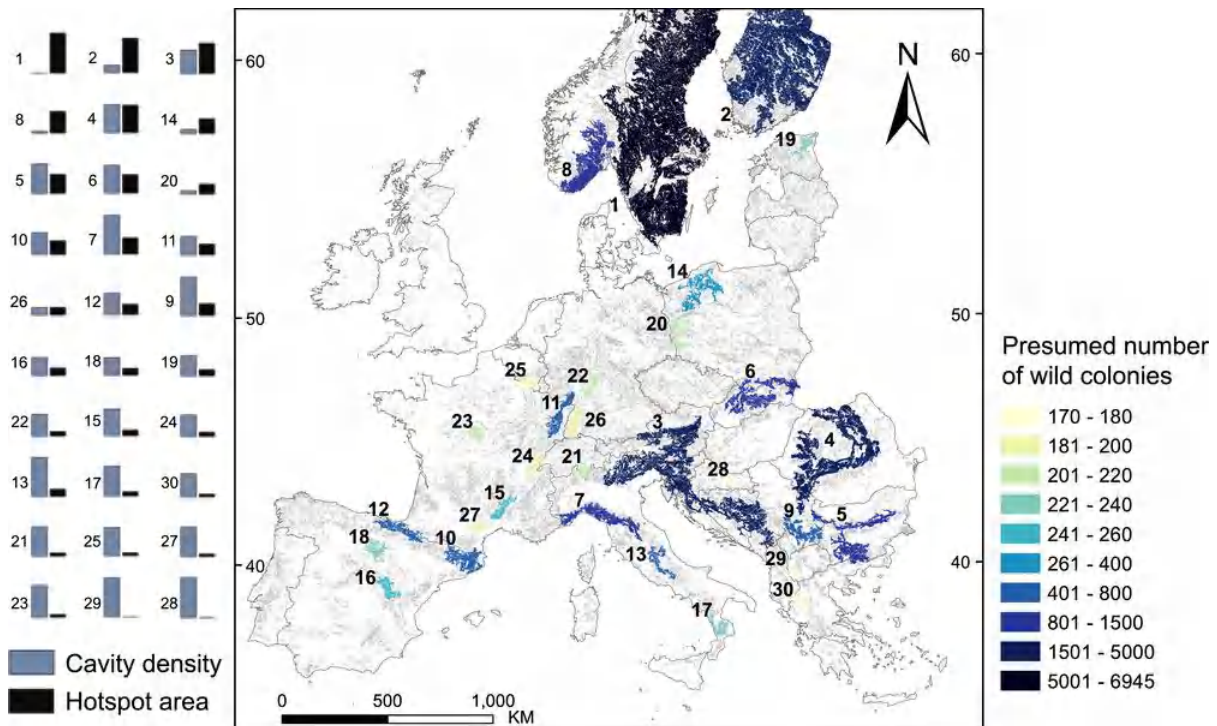 1 2 3
8 4 14
5 6 20
10 7 11
26 12 9
16 18 19
22 15 24
13 17 30
21 25 27
23 29 28
Cavity density
Hotspot area
60
50
40
60
50
40
N
2
19
8
1
14
20
25
22
6
11
23
26
3
4
24
21
28
15
7
12
27
9
5
10
18
13
29
16
30
17
0 500 1,000
KM
Presumed number
of wild colonies
170 - 180
181 - 200
201 - 220
221 - 240
241 - 260
261 - 400
401 - 800
801 - 1500
1501 - 5000
5001 - 6945